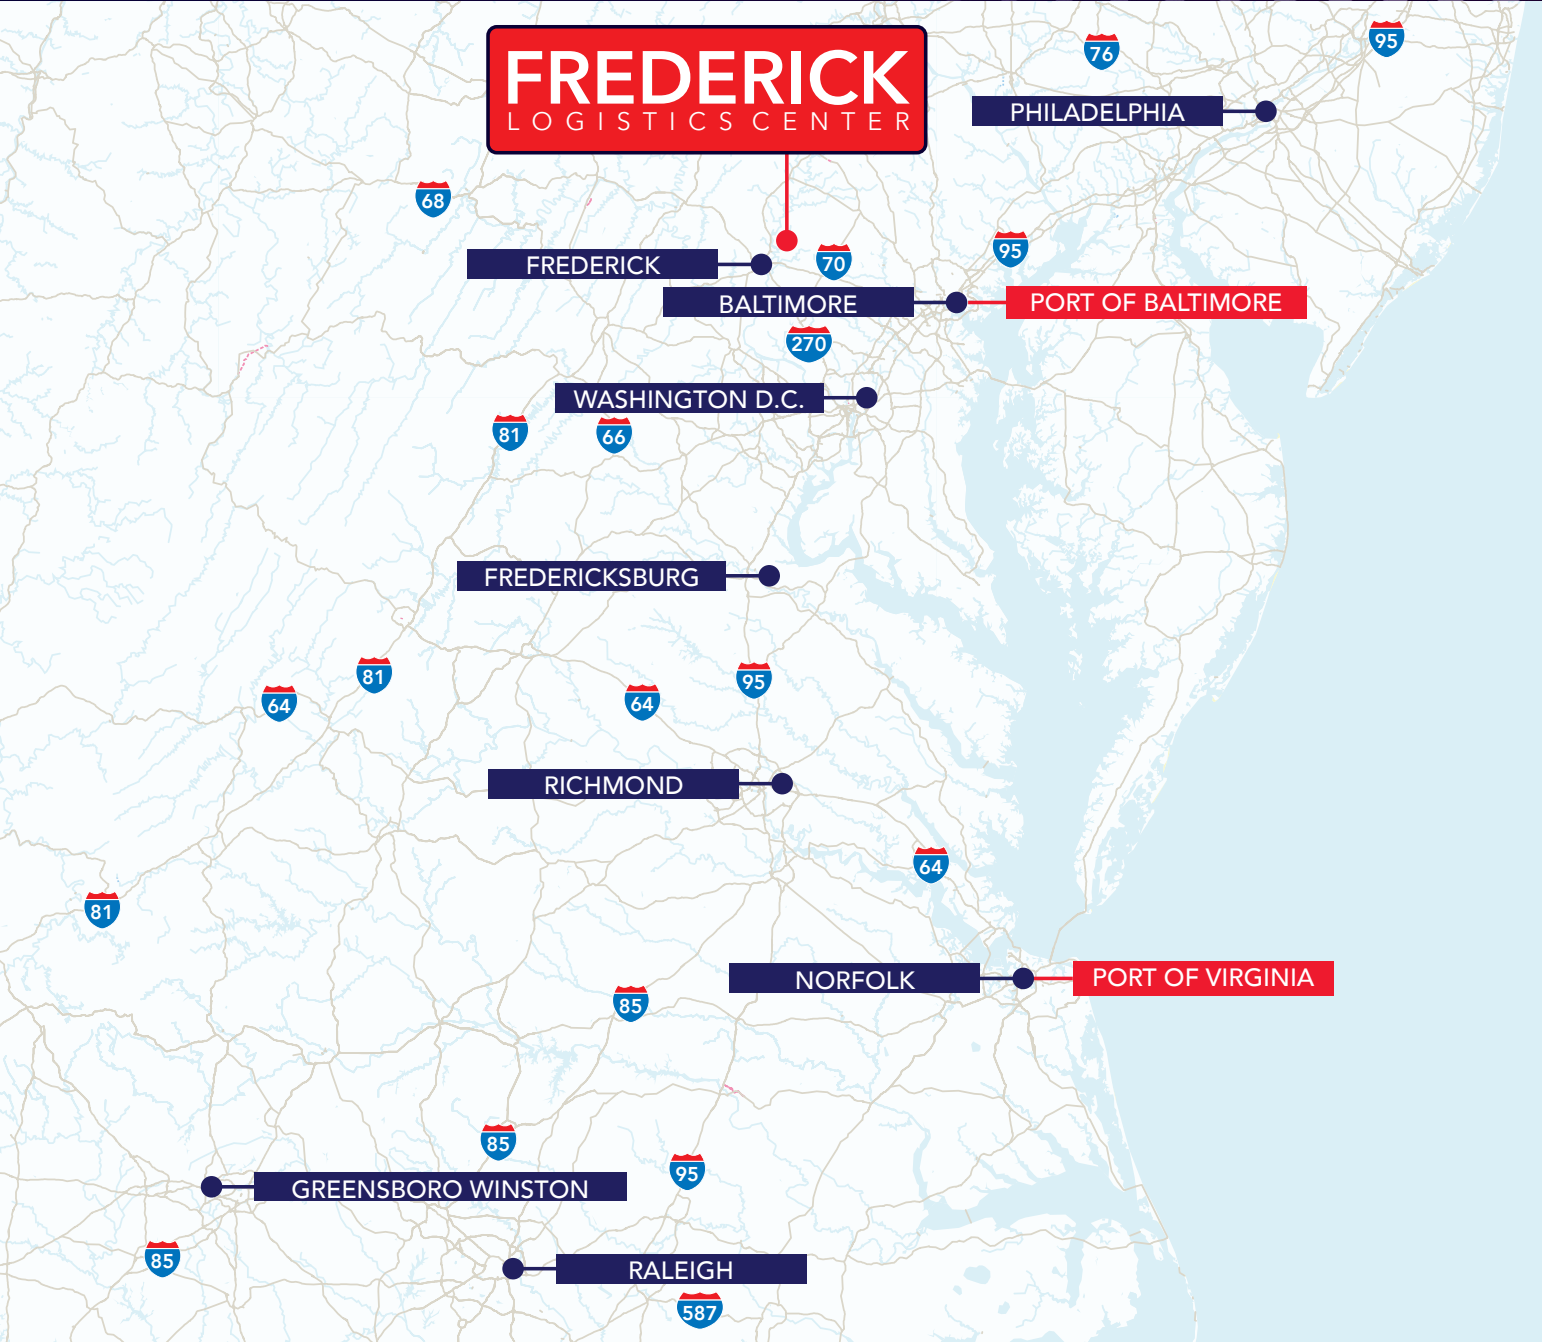 FREDERICK
LOGISTICS CENTER
76
95
PHILADELPHIA
68
FREDERICK
70
95
BALTIMORE
PORT OF BALTIMORE
270
WASHINGTON D.C.
81
66
FREDERICKSBURG
81
64
64
95
RICHMOND
64
81
NORFOLK
PORT OF VIRGINIA
85
85
95
GREENSBORO WINSTON
85
RALEIGH
587